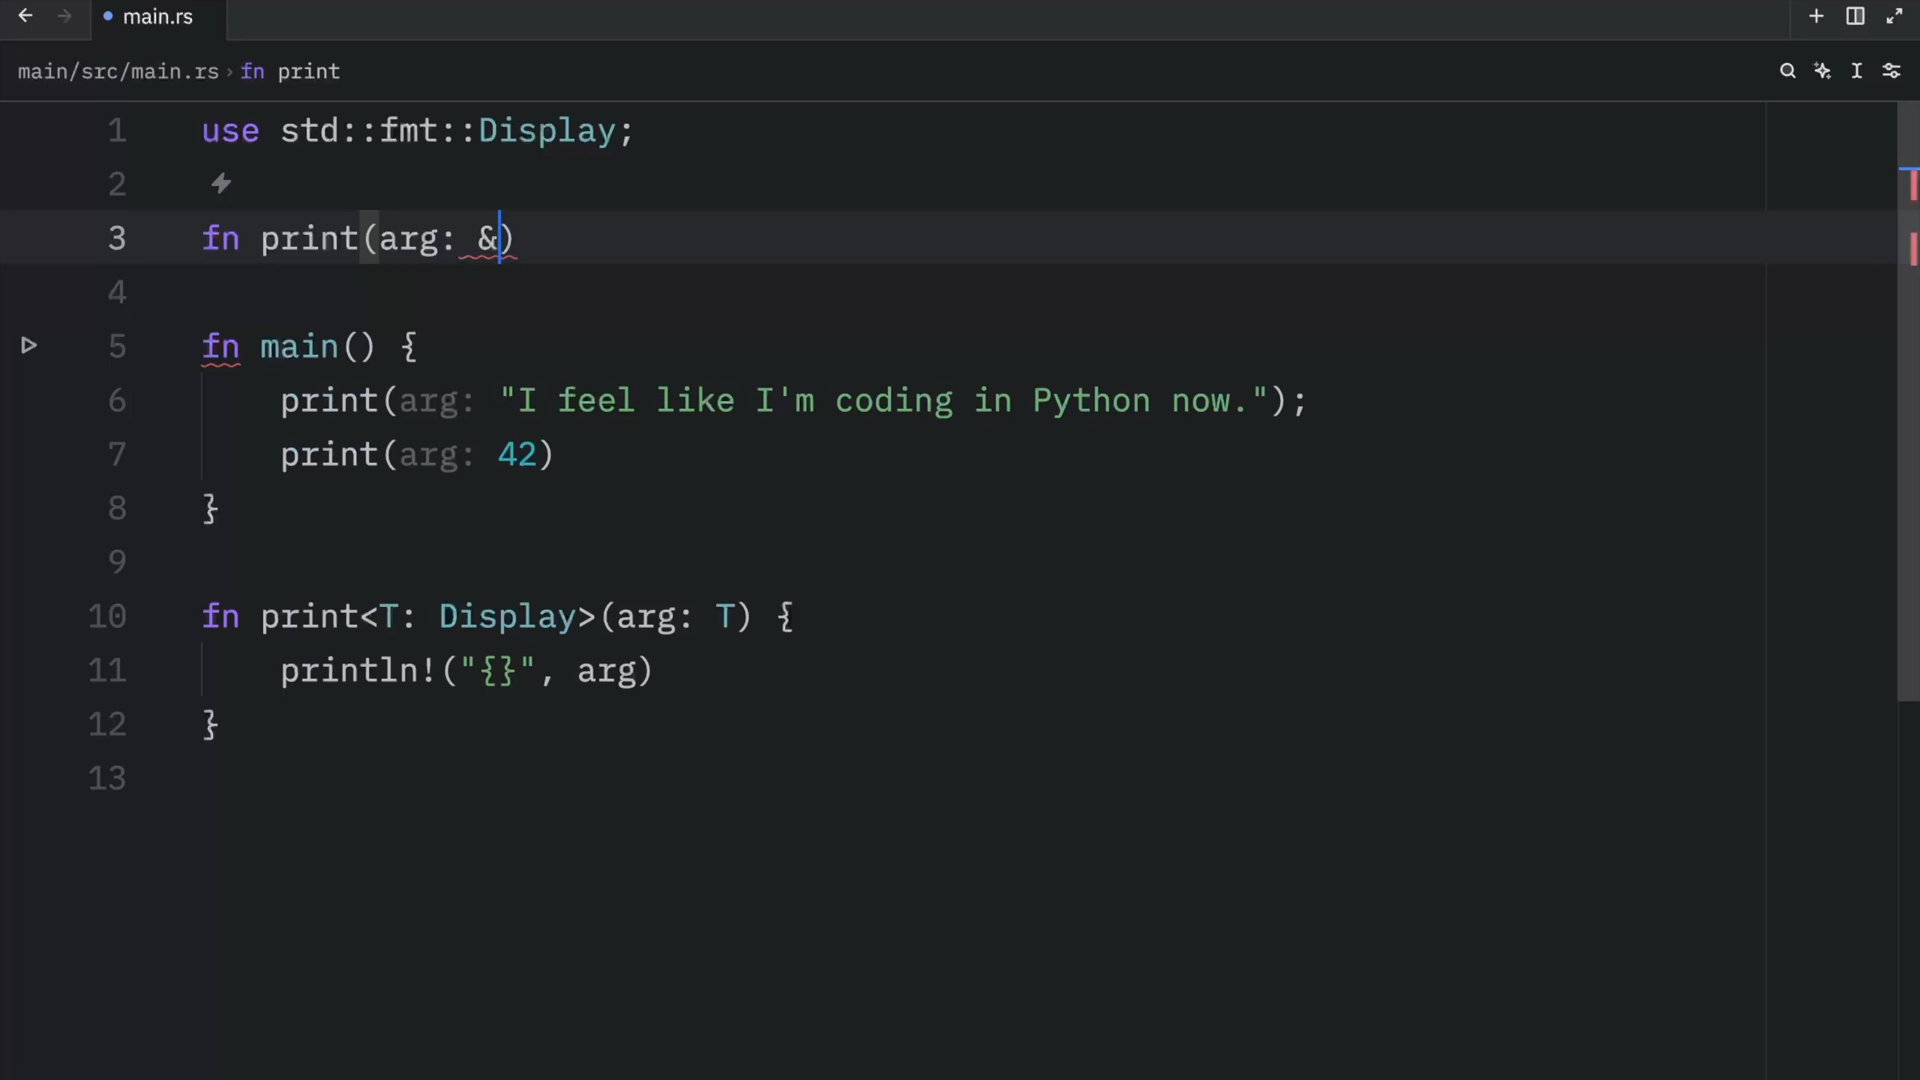 main.rs
main/src/main.rs › fn print
1 use std::fmt::Display;
2
3 fn print(arg: &)
4
5 fn main() {
6     print(arg: "I feel like I'm coding in Python now.");
7     print(arg: 42)
8 }
9
10 fn print<T: Display>(arg: T) {
11     println!("{}", arg)
12 }
13